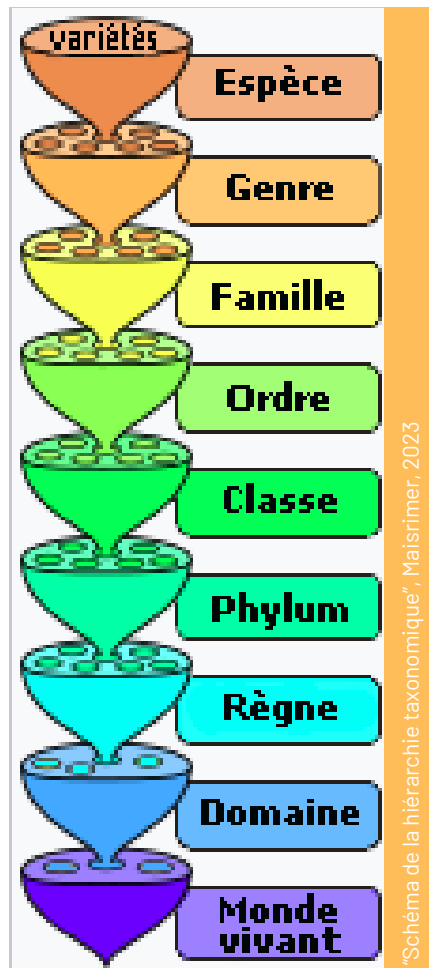 variétés
Espèce
Genre
Famille
Ordre
Classe
Phylum
Règne
Domaine
Monde
vivant
"Schéma de la hiérarchie taxonomique", Maisrimer, 2023